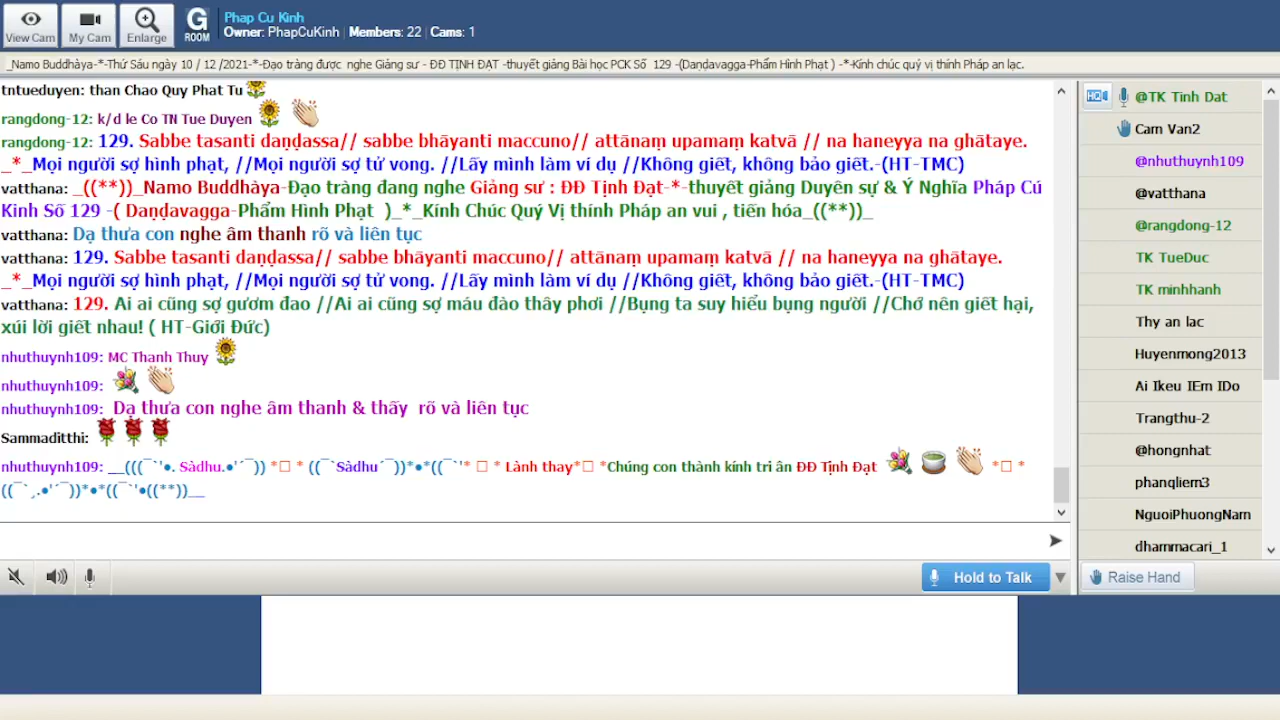 View Cam
My Cam
Enlarge
G
ROOM
Phap Cu Kinh
Owner: PhapCuKinh | Members: 22 | Cams: 1
_Namo Buddhàya-*-Thứ Sáu ngày 10 / 12 /2021-*-Đạo tràng được nghe Giảng sư - ĐĐ TỊNH ĐẠT -thuyết giảng Bài học PCK Số 129 -(Daṇḍavagga-Phẩm Hình Phạt ) -*-Kính chúc quý vị thính Pháp an lạc.
tntueduyen: than Chao Quy Phat Tu
rangdong-12: k/d le Co TN Tue Duyen
rangdong-12: 129. Sabbe tasanti daṇḍassa// sabbe bhāyanti maccuno// attānaṃ upamaṃ katvā // na haneyya na ghātaye.
_*_Mọi người sợ hình phạt, //Mọi người sợ tử vong. //Lấy mình làm ví dụ //Không giết, không bảo giết.-(HT-TMC)
vatthana: _((**))_Namo Buddhàya-Đạo tràng đang nghe Giảng sư : ĐĐ Tịnh Đạt-*-thuyết giảng Duyên sự & Ý Nghĩa Pháp Cú
Kinh Số 129 -( Daṇḍavagga-Phẩm Hình Phạt )_*_Kính Chúc Quý Vị thính Pháp an vui , tiến hóa_((**))_
vatthana: Dạ thưa con nghe âm thanh rõ và liên tục
vatthana: 129. Sabbe tasanti daṇḍassa// sabbe bhāyanti maccuno// attānaṃ upamaṃ katvā // na haneyya na ghātaye.
_*_Mọi người sợ hình phạt, //Mọi người sợ tử vong. //Lấy mình làm ví dụ //Không giết, không bảo giết.-(HT-TMC)
vatthana: 129. Ai ai cũng sợ gươm đao //Ai ai cũng sợ máu đào thây phơi //Bụng ta suy hiểu bụng người //Chớ nên giết hại,
xúi lời giết nhau! ( HT-Giới Đức)
nhuthuynh109: MC Thanh Thuy
nhuthuynh109:
nhuthuynh109: Dạ thưa con nghe âm thanh & thấy rõ và liên tục
Sammaditthi:
nhuthuynh109: __(((¯`'•. Sàdhu.•'´¯)) *▯ * ((¯`Sàdhu´¯))*•*((¯`'* ▯ * Lành thay*▯ *Chúng con thành kính tri ân ĐĐ Tịnh Đạt *▯ *
((¯`¸.•'´¯))*•*((¯`'•((**))__
Hold to Talk
@TK Tinh Dat
Cam Van2
@nhuthuynh109
@vatthana
@rangdong-12
TK TueDuc
TK minhhanh
Thy an lac
Huyenmong2013
Ai Ikeu IEm IDo
Trangthu-2
@hongnhat
phanqliem3
NguoiPhuongNam
dhammacari_1
Raise Hand